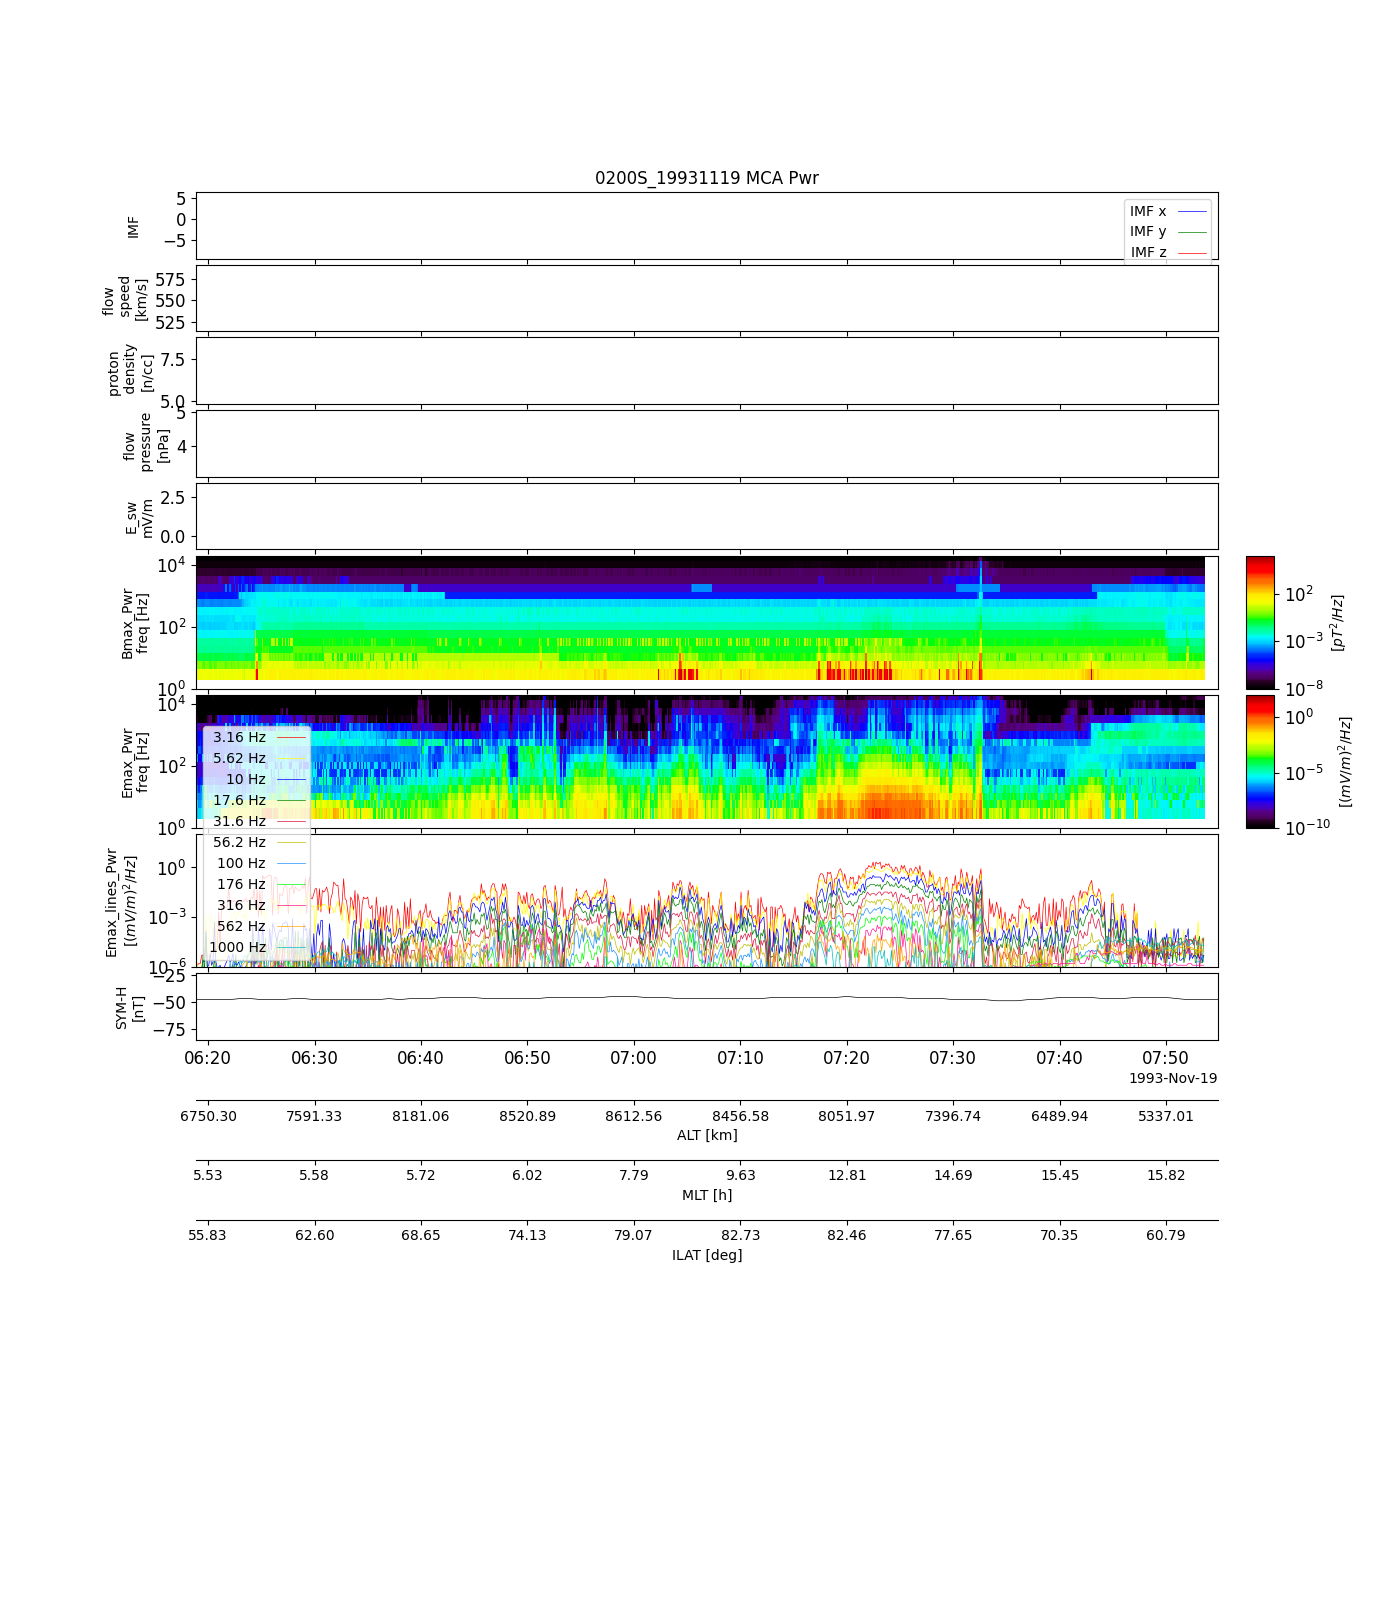 0200S_19931119 MCA Pwr
IMF
5
0
−5
IMF x
IMF y
IMF z
flow
speed
[km/s]
575
550
525
proton
density
[n/cc]
7.5
5.0
flow
pressure
[nPa]
5
4
E_sw
mV/m
2.5
0.0
Bmax_Pwr
freq [Hz]
10^4
10^2
10^0
10^2
10^−3
10^−8
[pT^2/Hz]
Emax_Pwr
freq [Hz]
10^4
10^2
10^0
10^0
10^−5
10^−10
[(mV/m)^2/Hz]
3.16 Hz
5.62 Hz
10 Hz
17.6 Hz
31.6 Hz
56.2 Hz
100 Hz
176 Hz
316 Hz
562 Hz
1000 Hz
Emax_lines_Pwr
[(mV/m)^2/Hz]
10^0
10^−3
10^−6
SYM-H
[nT]
−25
−50
−75
06:20 06:30 06:40 06:50 07:00 07:10 07:20 07:30 07:40 07:50
1993-Nov-19
6750.30 7591.33 8181.06 8520.89 8612.56 8456.58 8051.97 7396.74 6489.94 5337.01
ALT [km]
5.53 5.58 5.72 6.02 7.79 9.63 12.81 14.69 15.45 15.82
MLT [h]
55.83 62.60 68.65 74.13 79.07 82.73 82.46 77.65 70.35 60.79
ILAT [deg]